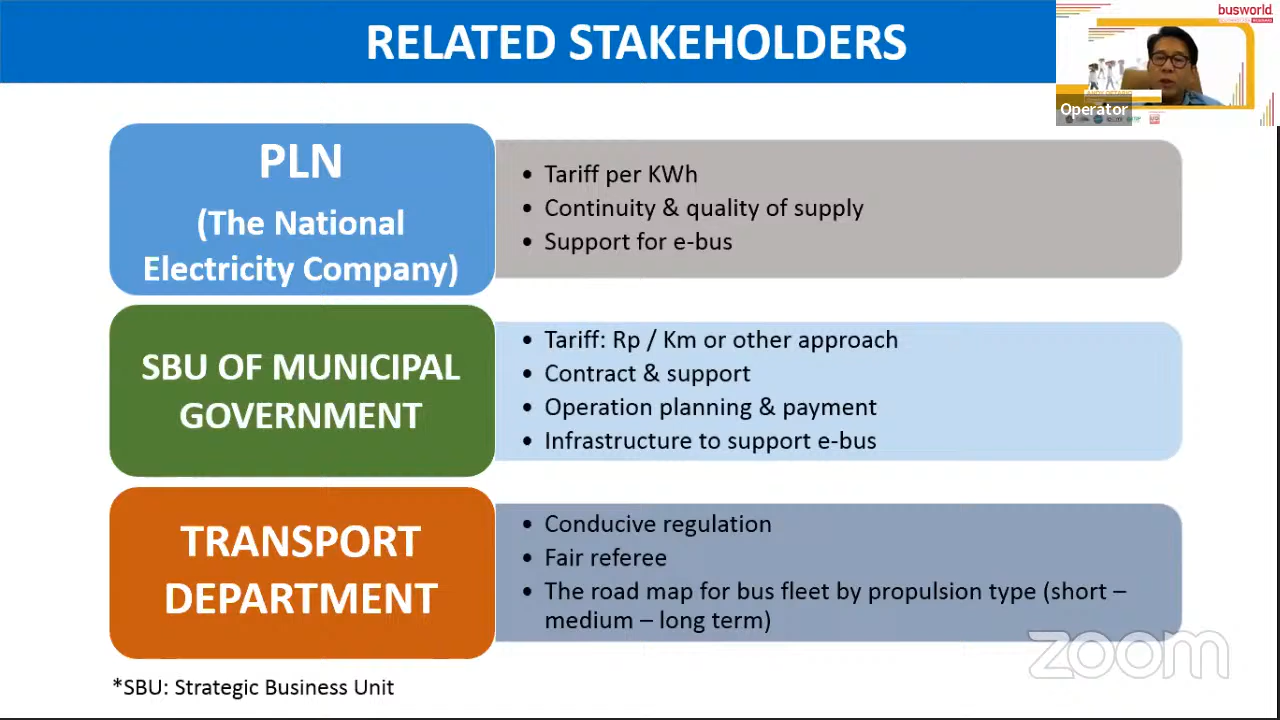 RELATED STAKEHOLDERS
busworld
Operator
PLN
(The National
Electricity Company)
• Tariff per KWh
• Continuity & quality of supply
• Support for e-bus
SBU OF MUNICIPAL
GOVERNMENT
• Tariff: Rp / Km or other approach
• Contract & support
• Operation planning & payment
• Infrastructure to support e-bus
TRANSPORT
DEPARTMENT
• Conducive regulation
• Fair referee
• The road map for bus fleet by propulsion type (short –
medium – long term)
zoom
*SBU: Strategic Business Unit